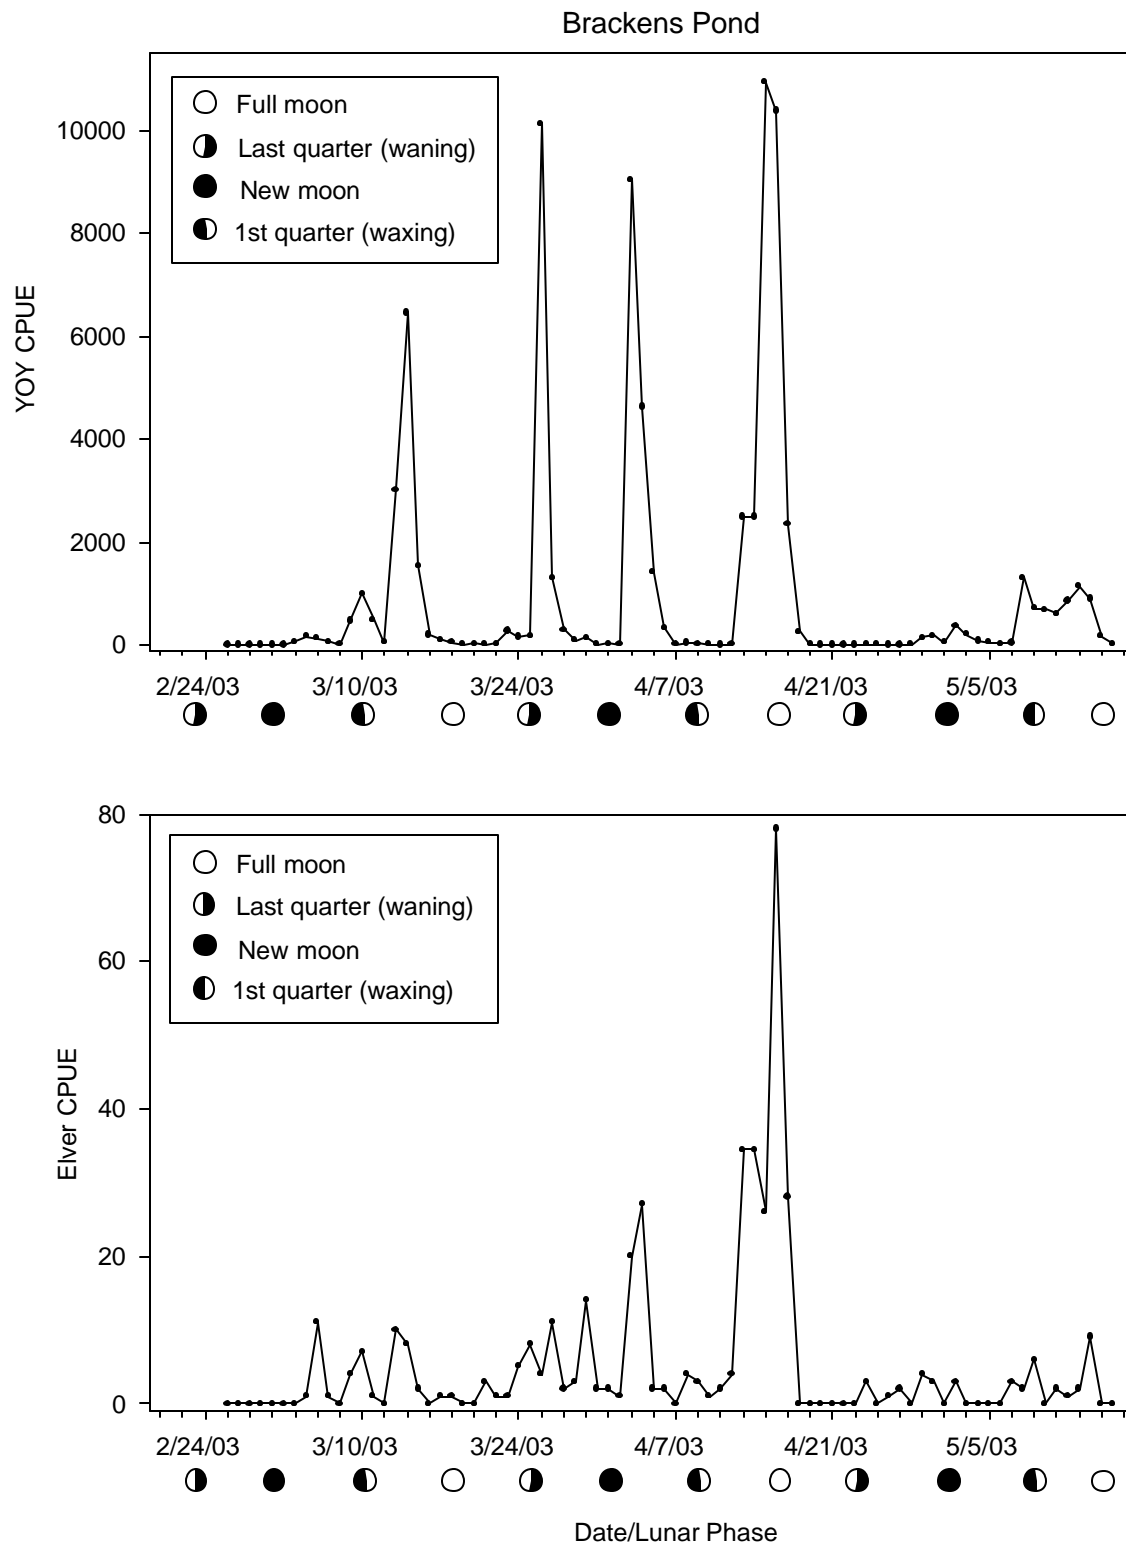 Brackens Pond
Full moon
Last quarter (waning)
New moon
1st quarter (waxing)
YOY CPUE
10000
8000
6000
4000
2000
0
2/24/03 3/10/03 3/24/03 4/7/03 4/21/03 5/5/03
Full moon
Last quarter (waning)
New moon
1st quarter (waxing)
Elver CPUE
80
60
40
20
0
2/24/03 3/10/03 3/24/03 4/7/03 4/21/03 5/5/03
Date/Lunar Phase